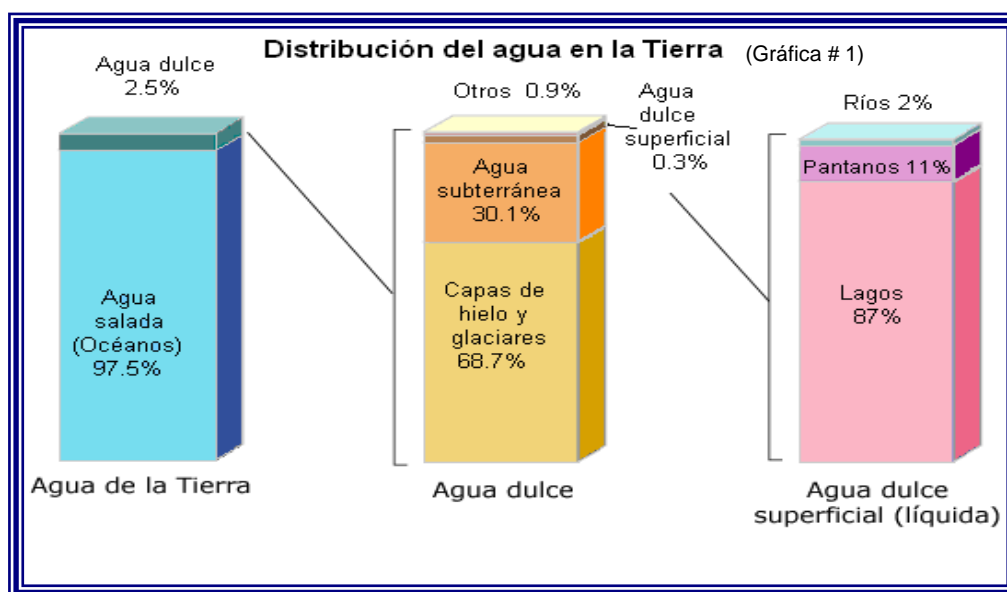 Distribución del agua en la Tierra (Gráfica # 1)
Agua dulce
2.5%
Agua
salada
(Océanos)
97.5%
Agua de la Tierra
Otros 0.9%
Agua
dulce
superficial
0.3%
Agua
subterránea
30.1%
Capas de
hielo y
glaciares
68.7%
Agua dulce
Ríos 2%
Pantanos 11%
Lagos
87%
Agua dulce
superficial (líquida)